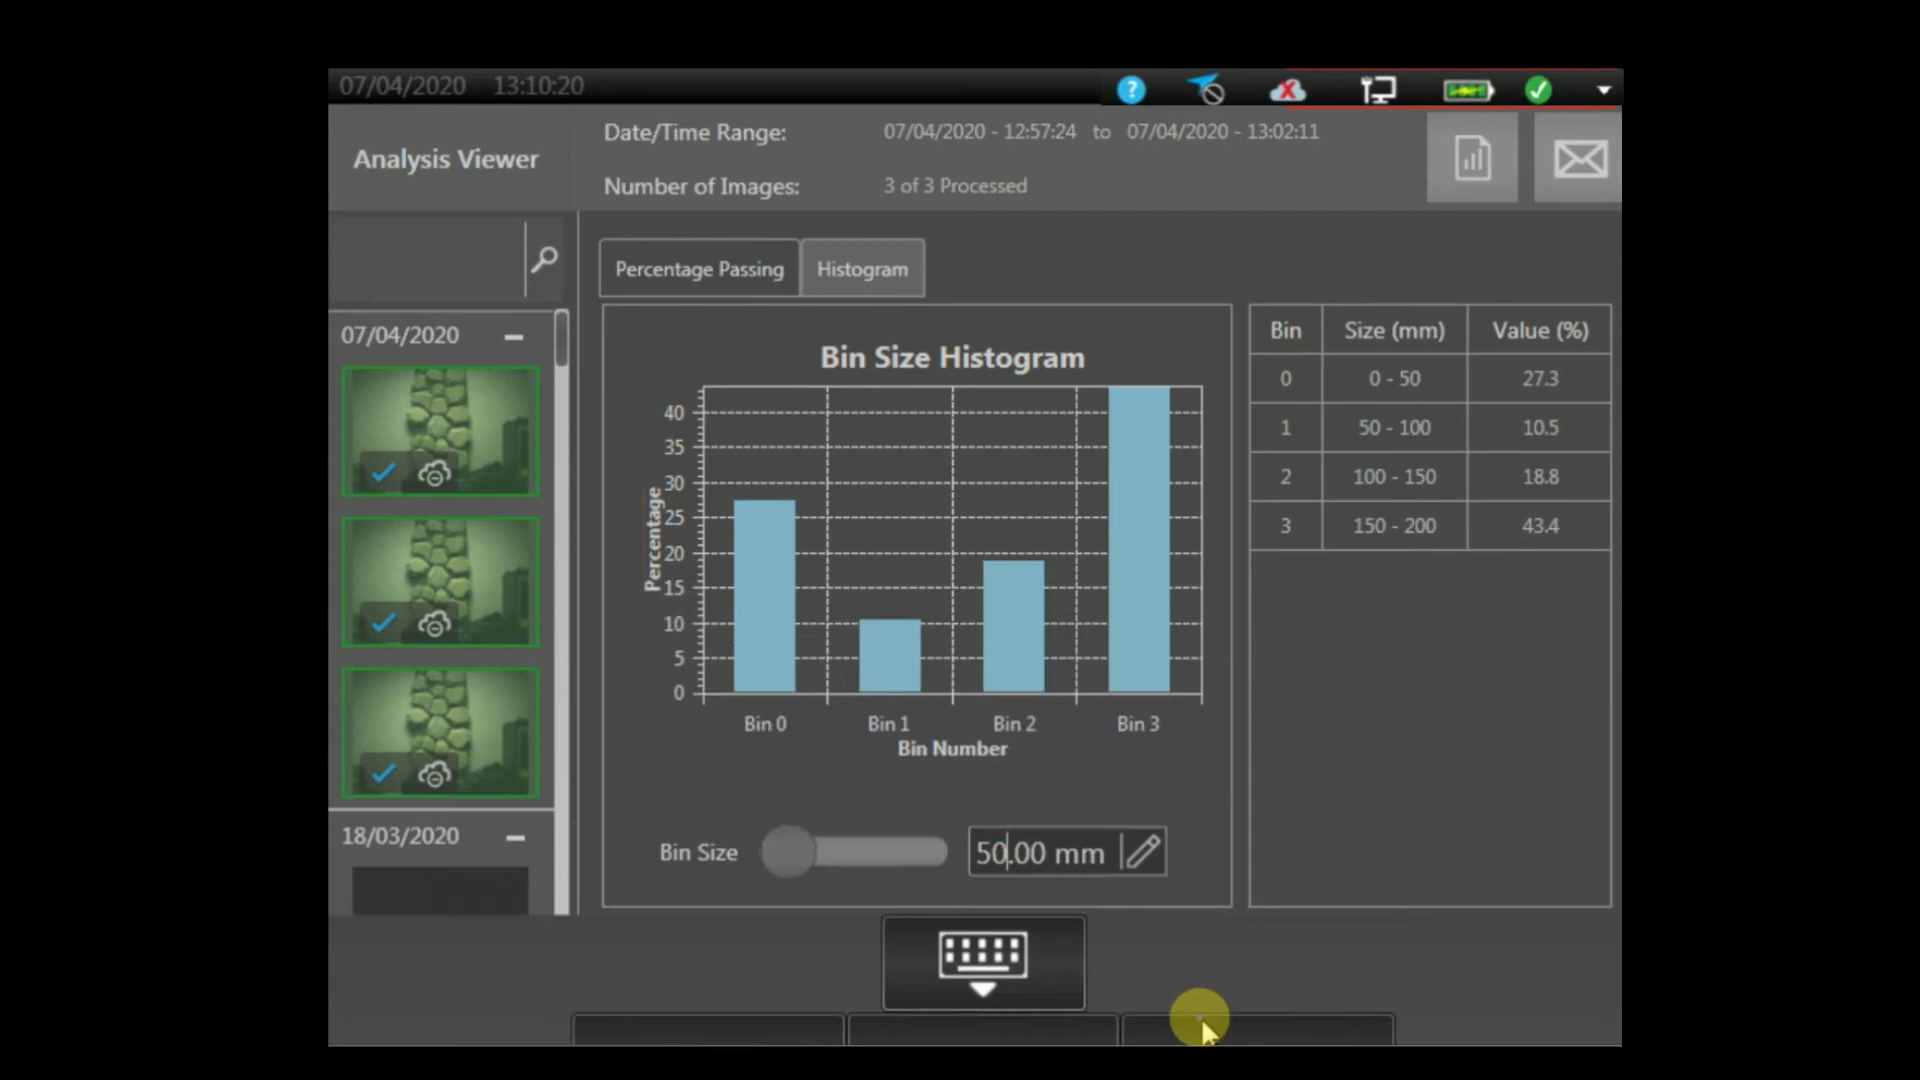 07/04/2020 13:10:20
?
Analysis Viewer
Date/Time Range: 07/04/2020 - 12:57:24 to 07/04/2020 - 13:02:11
Number of Images: 3 of 3 Processed
Percentage Passing
Histogram
07/04/2020
18/03/2020
Bin Size Histogram
Percentage
40
35
30
25
20
15
10
5
0
Bin 0 Bin 1 Bin 2 Bin 3
Bin Number
Bin Size 50.00 mm
Bin Size (mm) Value (%)
0 0 - 50 27.3
1 50 - 100 10.5
2 100 - 150 18.8
3 150 - 200 43.4